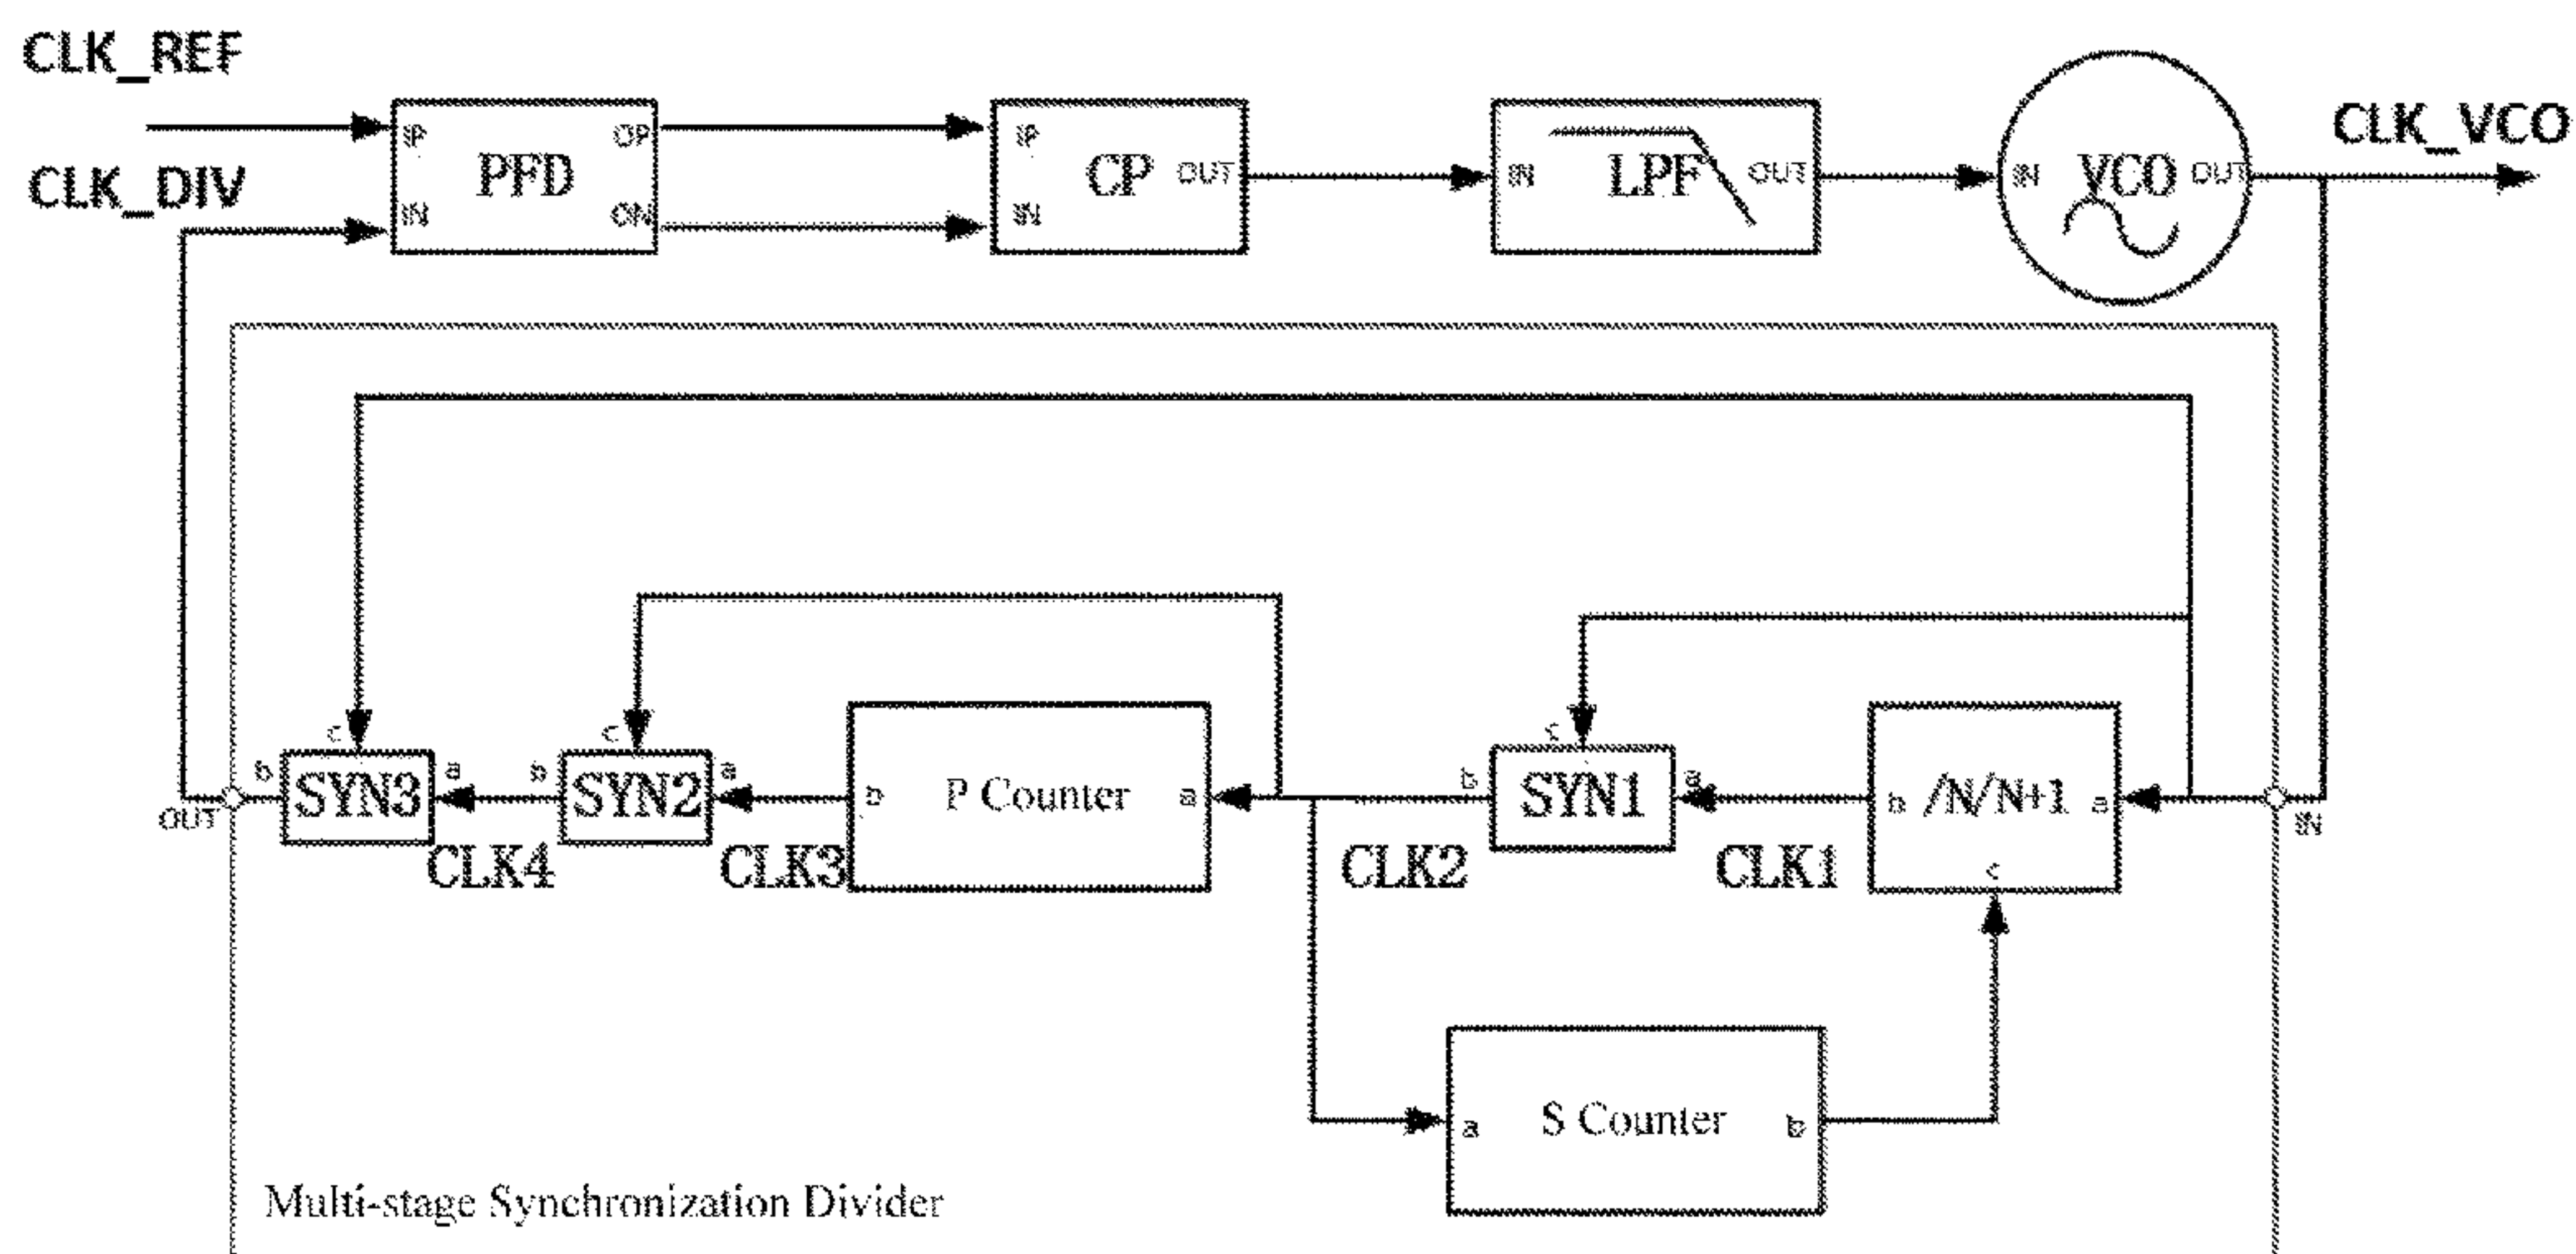 CLK_REF
CLK_DIV
IP
IN
PFD
OP
ON
IP
IN
CP
OUT
IN
LPF
OUT
IN
VCO
OUT
CLK_VCO
OUT
b
SYN3
c
a
CLK4
b
SYN2
c
a
CLK3
b
P Counter
a
CLK2
b
SYN1
c
a
CLK1
b
/N/N+1
a
c
IN
a
S Counter
b
Multi-stage Synchronization Divider